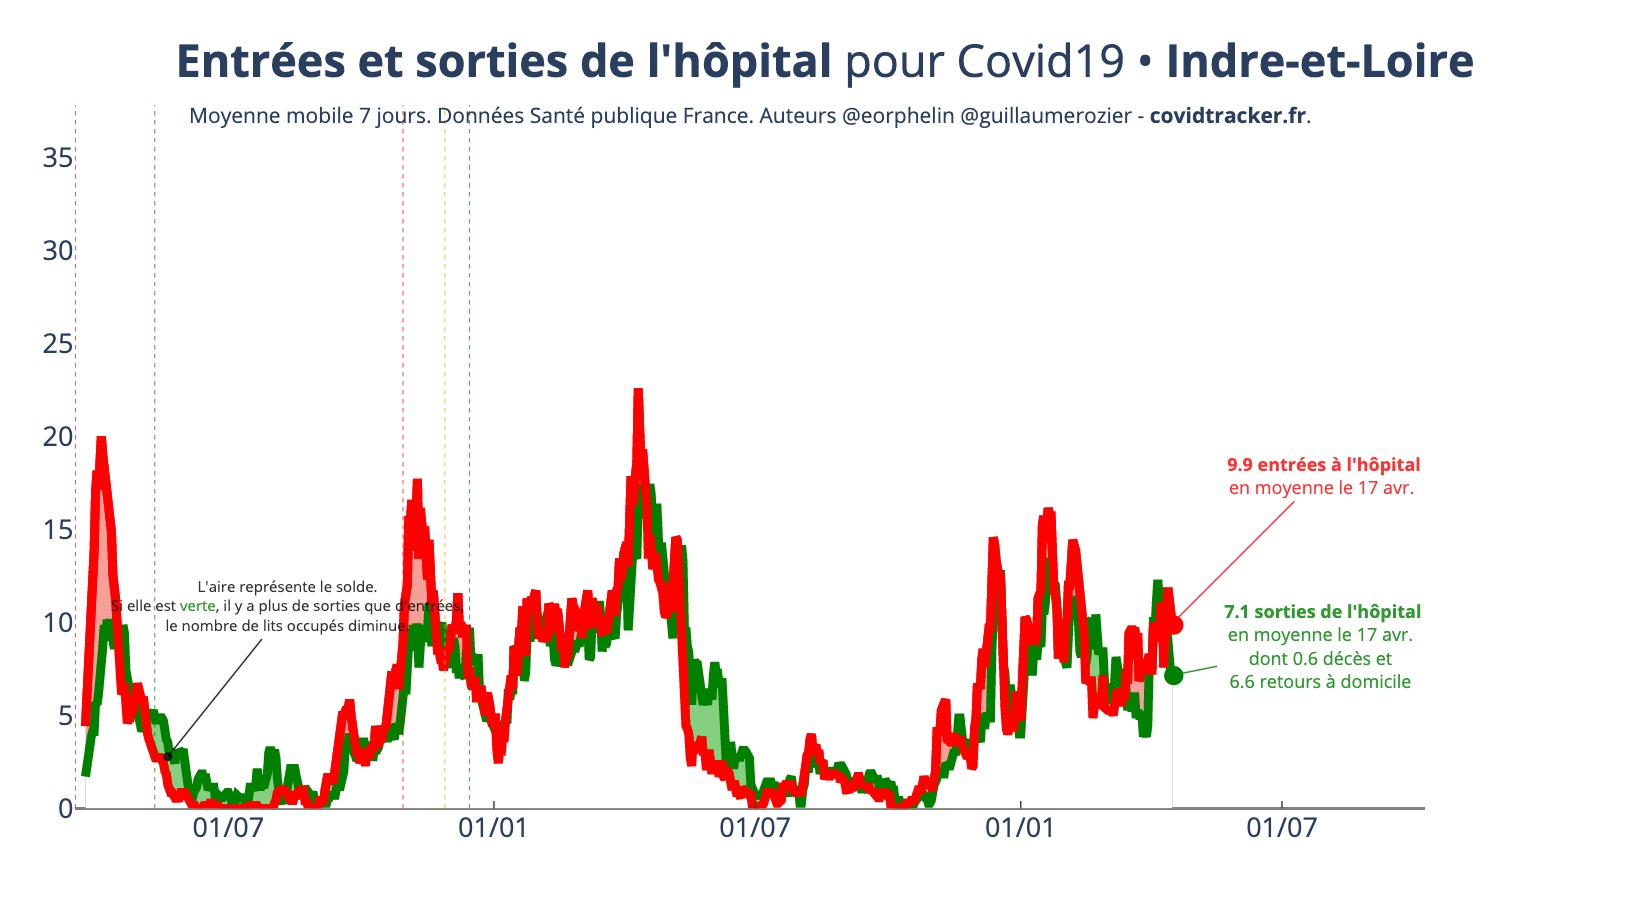 Entrées et sorties de l'hôpital pour Covid19 • Indre-et-Loire
Moyenne mobile 7 jours. Données Santé publique France. Auteurs @eorphelin @guillaumerozier - covidtracker.fr.
35
30
25
20
15
10
5
0
L'aire représente le solde.
Si elle est verte, il y a plus de sorties que d'entrées,
le nombre de lits occupés diminue.
9.9 entrées à l'hôpital
en moyenne le 17 avr.
7.1 sorties de l'hôpital
en moyenne le 17 avr.
dont 0.6 décès et
6.6 retours à domicile
01/07
01/01
01/07
01/01
01/07